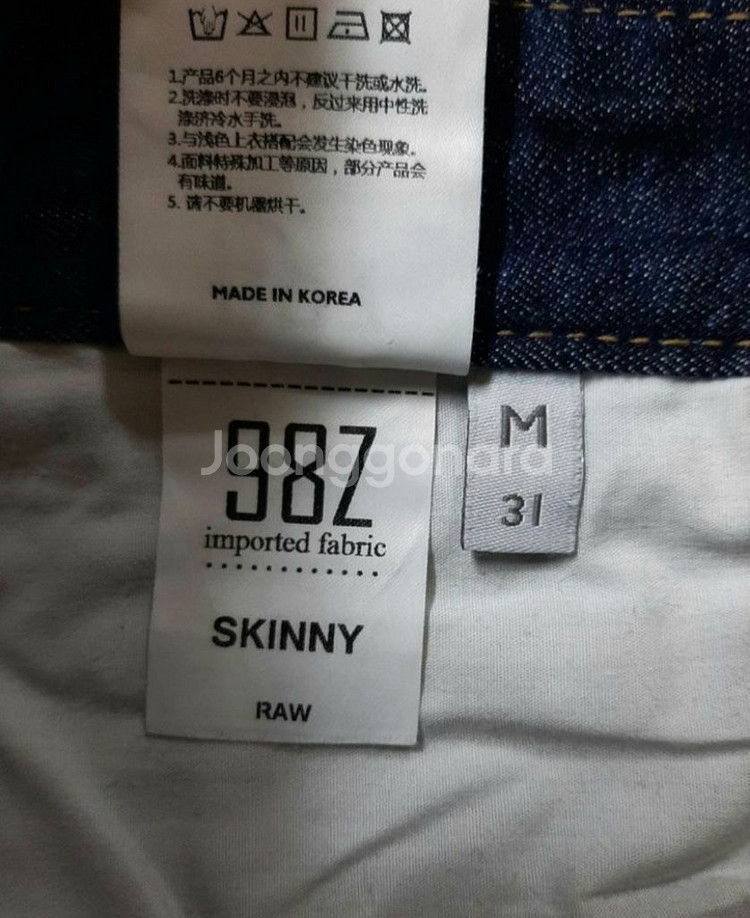 1.产品6个月之内不建议干洗或水洗。
2.洗涤时不要浸泡，反过来用中性洗
涤济冷水手洗。
3.与浅色上衣搭配会发生染色现象。
4.面料特殊加工等原因，部分产品会
有味道。
5. 请不要机器烘干。
MADE IN KOREA
98Z
imported fabric
SKINNY
RAW
M
31
Joonggonara